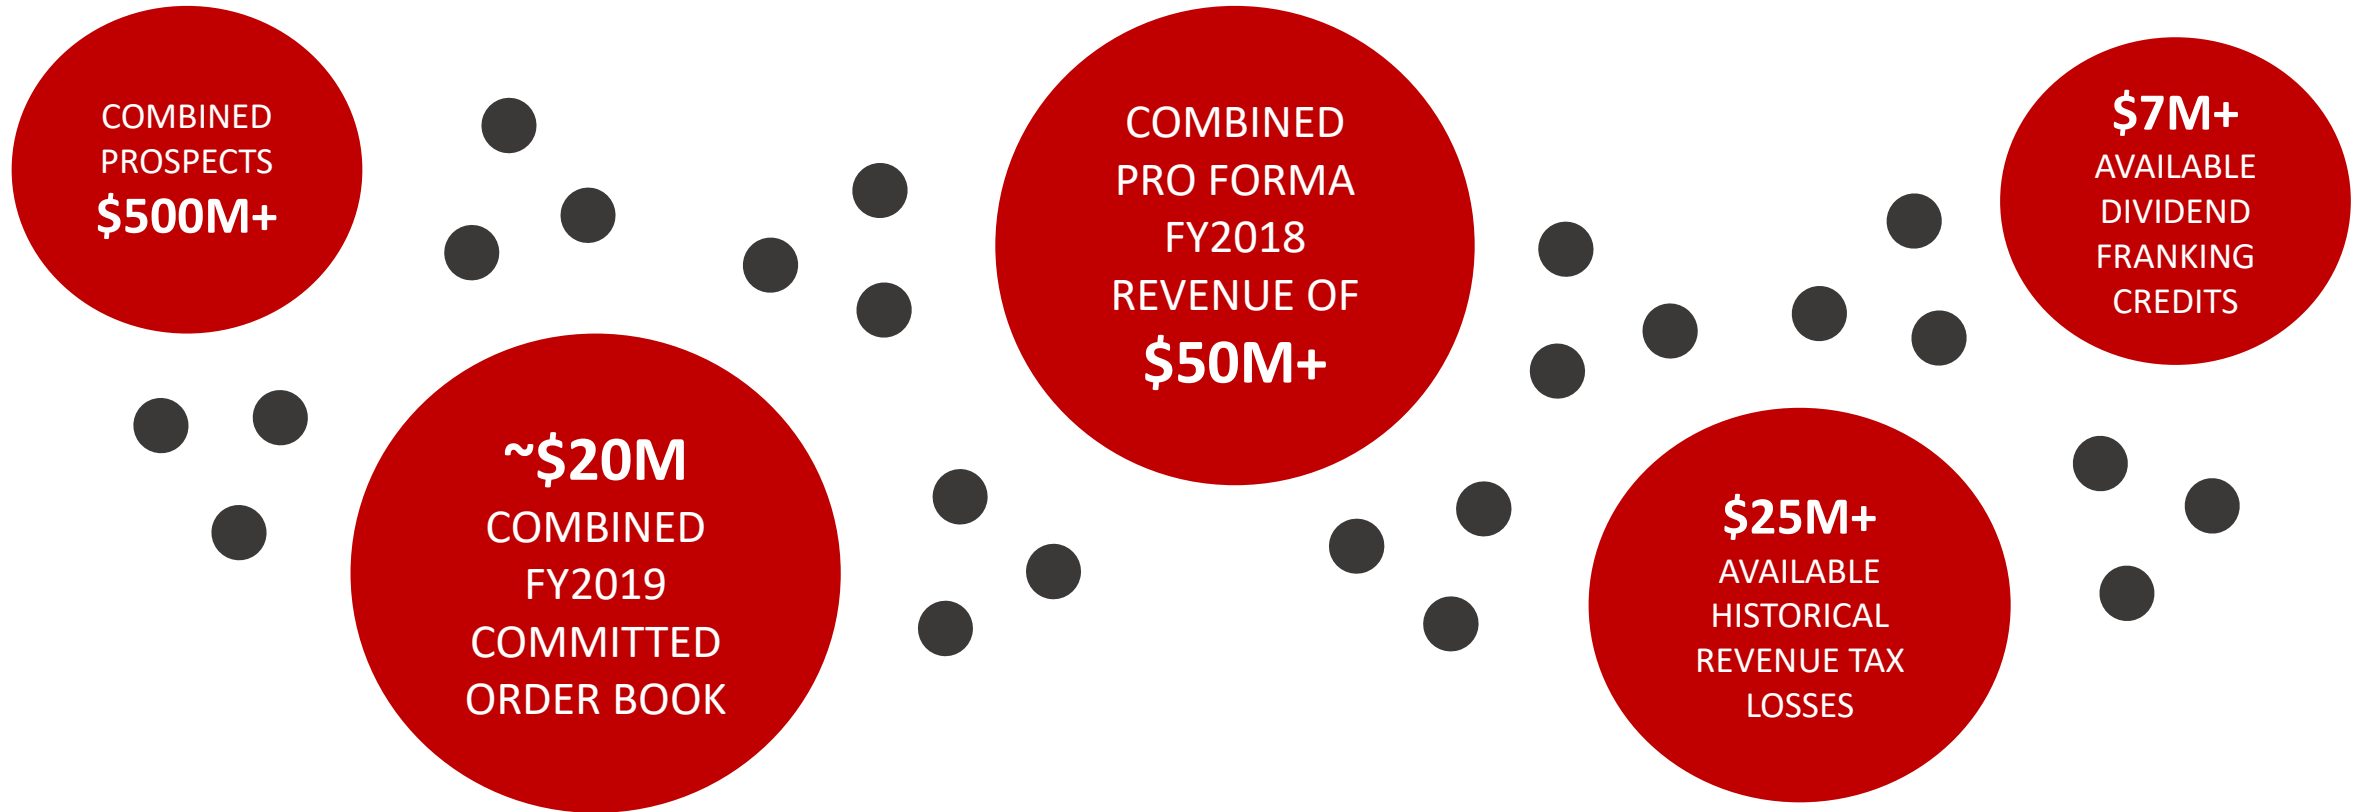 COMBINED
PROSPECTS
$500M+
~$20M
COMBINED
FY2019
COMMITTED
ORDER BOOK
COMBINED
PRO FORMA
FY2018
REVENUE OF
$50M+
$25M+
AVAILABLE
HISTORICAL
REVENUE TAX
LOSSES
$7M+
AVAILABLE
DIVIDEND
FRANKING
CREDITS